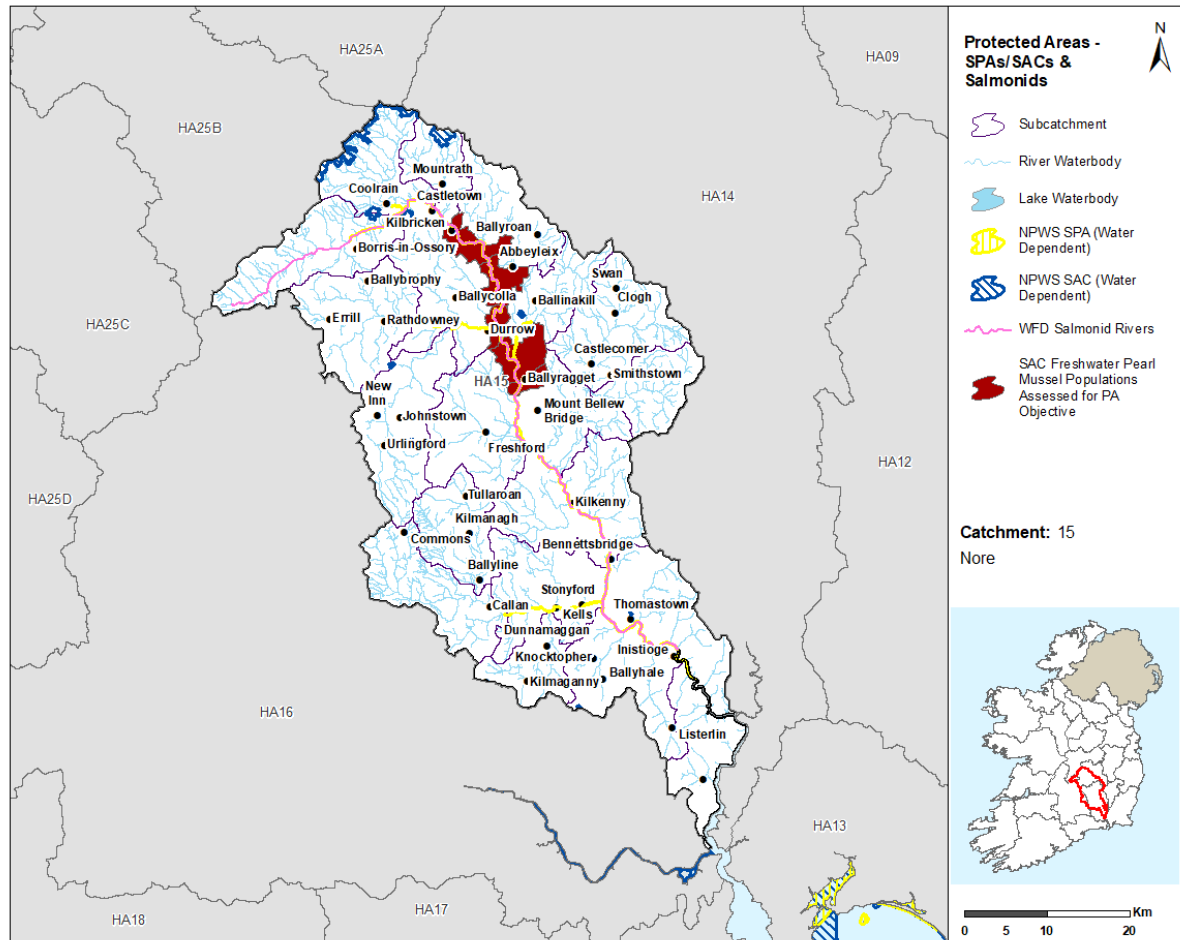 HA25A
HA09
HA25B
HA14
HA25C
HA25D
HA15
HA12
HA16
HA13
HA17
HA18
Mountrath
Coolrain
Castletown
Kilbricken
Ballyroan
Borris-in-Ossory
Abbeyleix
Swan
Ballybrophy
Ballycolla
Ballinakill
Clogh
Errill
Rathdowney
Durrow
Castlecomer
Ballyragget
Smithstown
New
Inn
Johnstown
Mount Bellew
Bridge
Urlingford
Freshford
Tullaroan
Kilkenny
Kilmanagh
Commons
Bennettsbridge
Ballyline
Stonyford
Callan
Kells
Thomastown
Dunnamaggan
Knocktopher
Inistioge
Kilmaganny
Ballyhale
Listerlin
Protected Areas -
SPAs/SACs &
Salmonids
N
Subcatchment
River Waterbody
Lake Waterbody
NPWS SPA (Water
Dependent)
NPWS SAC (Water
Dependent)
WFD Salmonid Rivers
SAC Freshwater Pearl
Mussel Populations
Assessed for PA
Objective
Catchment: 15
Nore
Km
0 5 10 20